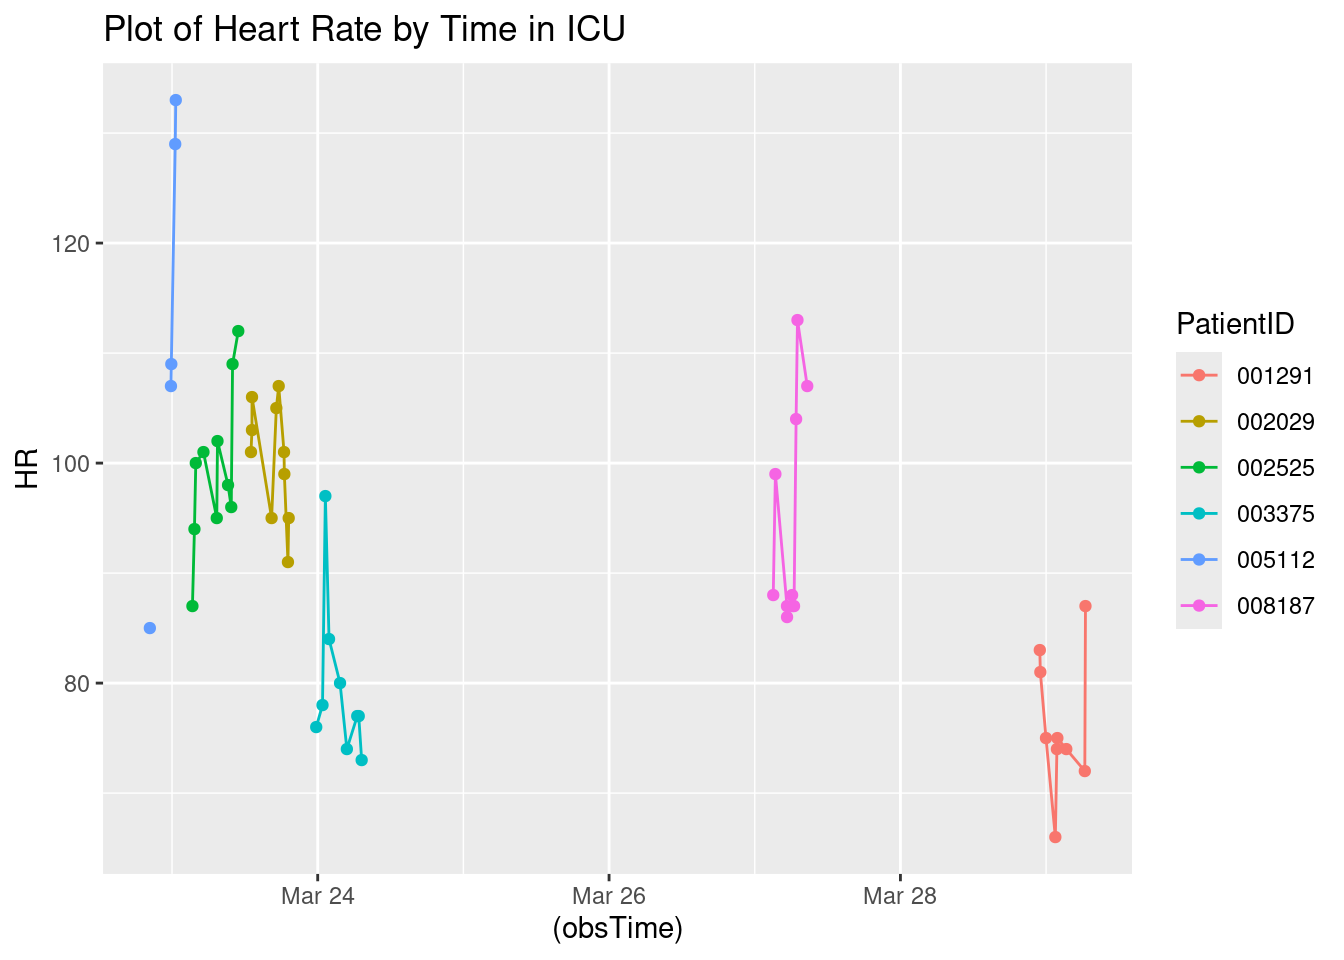 Plot of Heart Rate by Time in ICU
HR
120
100
80
Mar 24
Mar 26
Mar 28
(obsTime)
PatientID
001291
002029
002525
003375
005112
008187